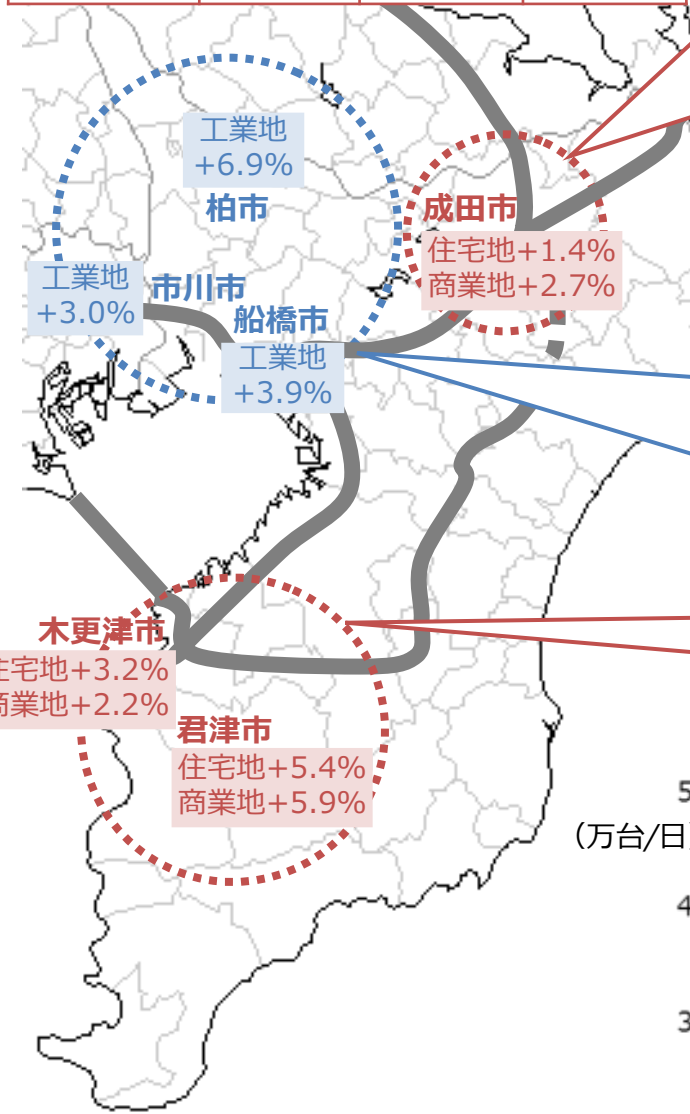 工業地
+6.9%
柏市
成田市
住宅地+1.4%
商業地+2.7%
工業地
+3.0%
市川市
船橋市
工業地
+3.9%
木更津市
住宅地+3.2%
商業地+2.2%
君津市
住宅地+5.4%
商業地+5.9%
5
(万台/日)
4
3